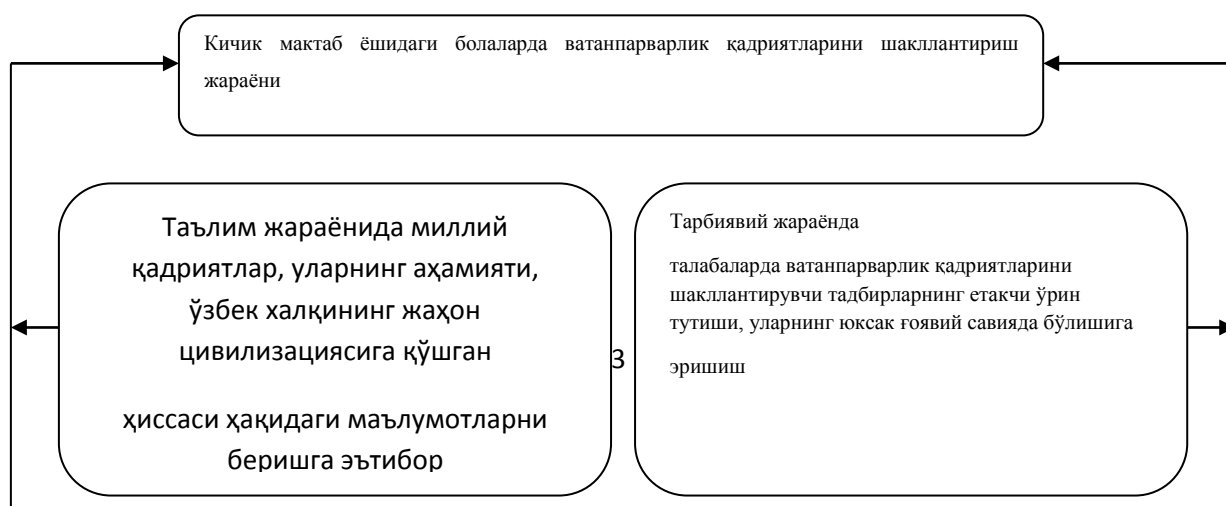 Кичик мактаб ёшидаги болаларда ватанпарварлик қадриятларини шакллантириш
жараёни
Таълим жараёнида миллий
қадриятлар, уларнинг аҳамияти,
ўзбек халқининг жаҳон
цивилизациясига қўшган
ҳиссаси ҳақидаги маълумотларни
беришга эътибор
3
Тарбиявий жараёнда
талабаларда ватанпарварлик қадриятларини
шакллантирувчи тадбирларнинг етакчи ўрин
тутиши, уларнинг юксак ғоявий савияда бўлишига
эришиш